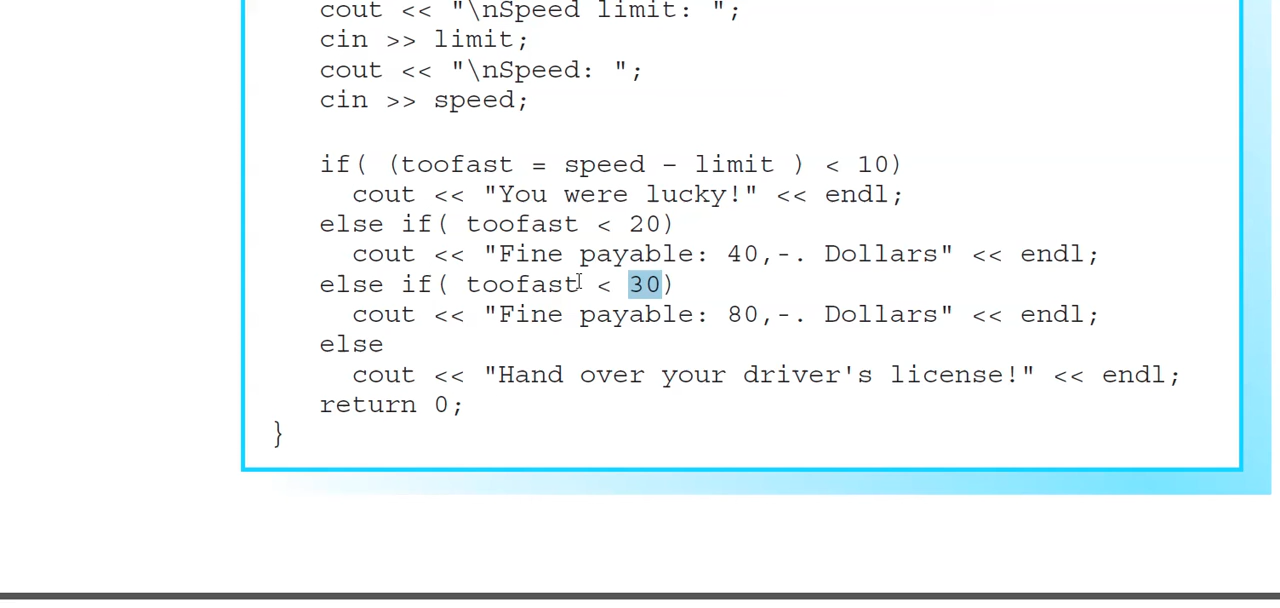 cout << "\nSpeed limit: ";
cin >> limit;
cout << "\nSpeed: ";
cin >> speed;
if( (toofast = speed – limit ) < 10)
cout << "You were lucky!" << endl;
else if( toofast < 20)
cout << "Fine payable: 40,-. Dollars" << endl;
else if( toofast < 30)
cout << "Fine payable: 80,-. Dollars" << endl;
else
cout << "Hand over your driver's license!" << endl;
return 0;
}